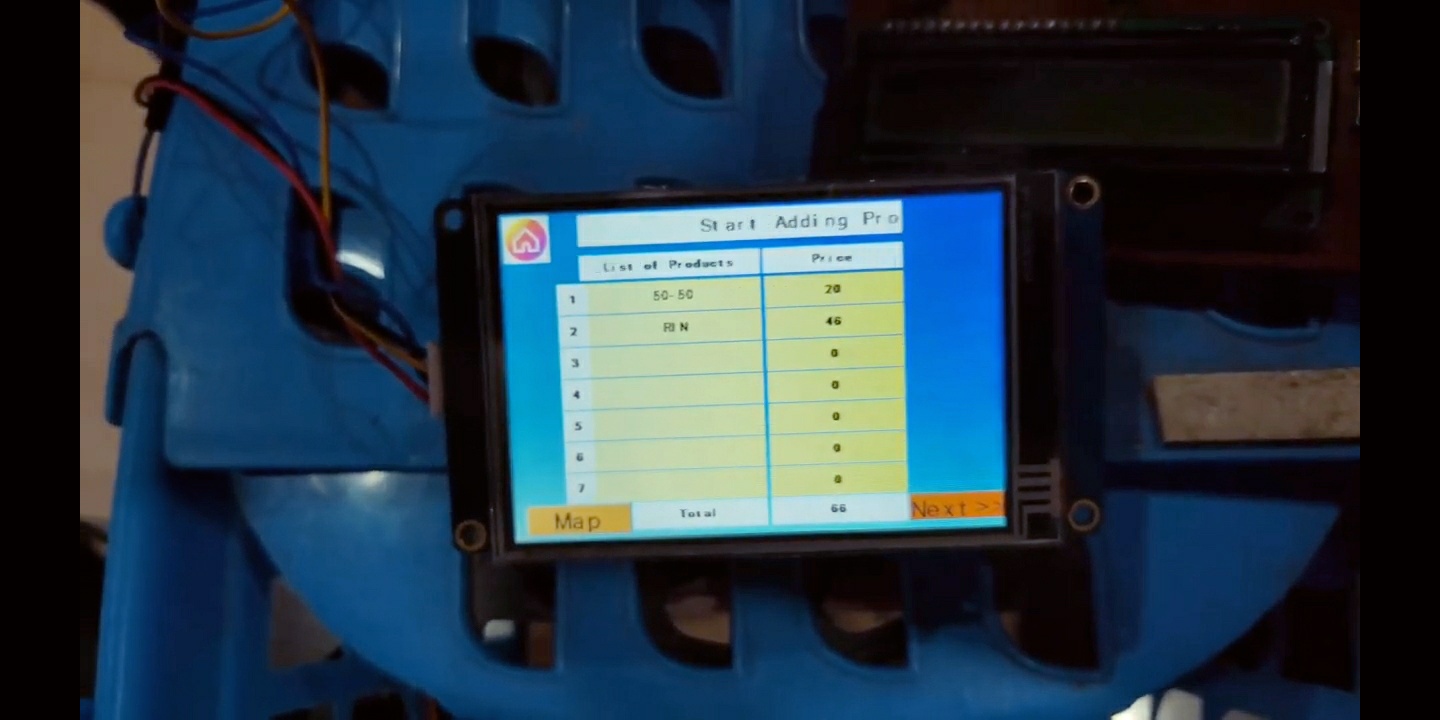 Start Adding Pro
List of Products Price
1 50-50 20
2 RIN 46
3 0
4 0
5 0
6 0
7 0
Map Total 66 Next >>